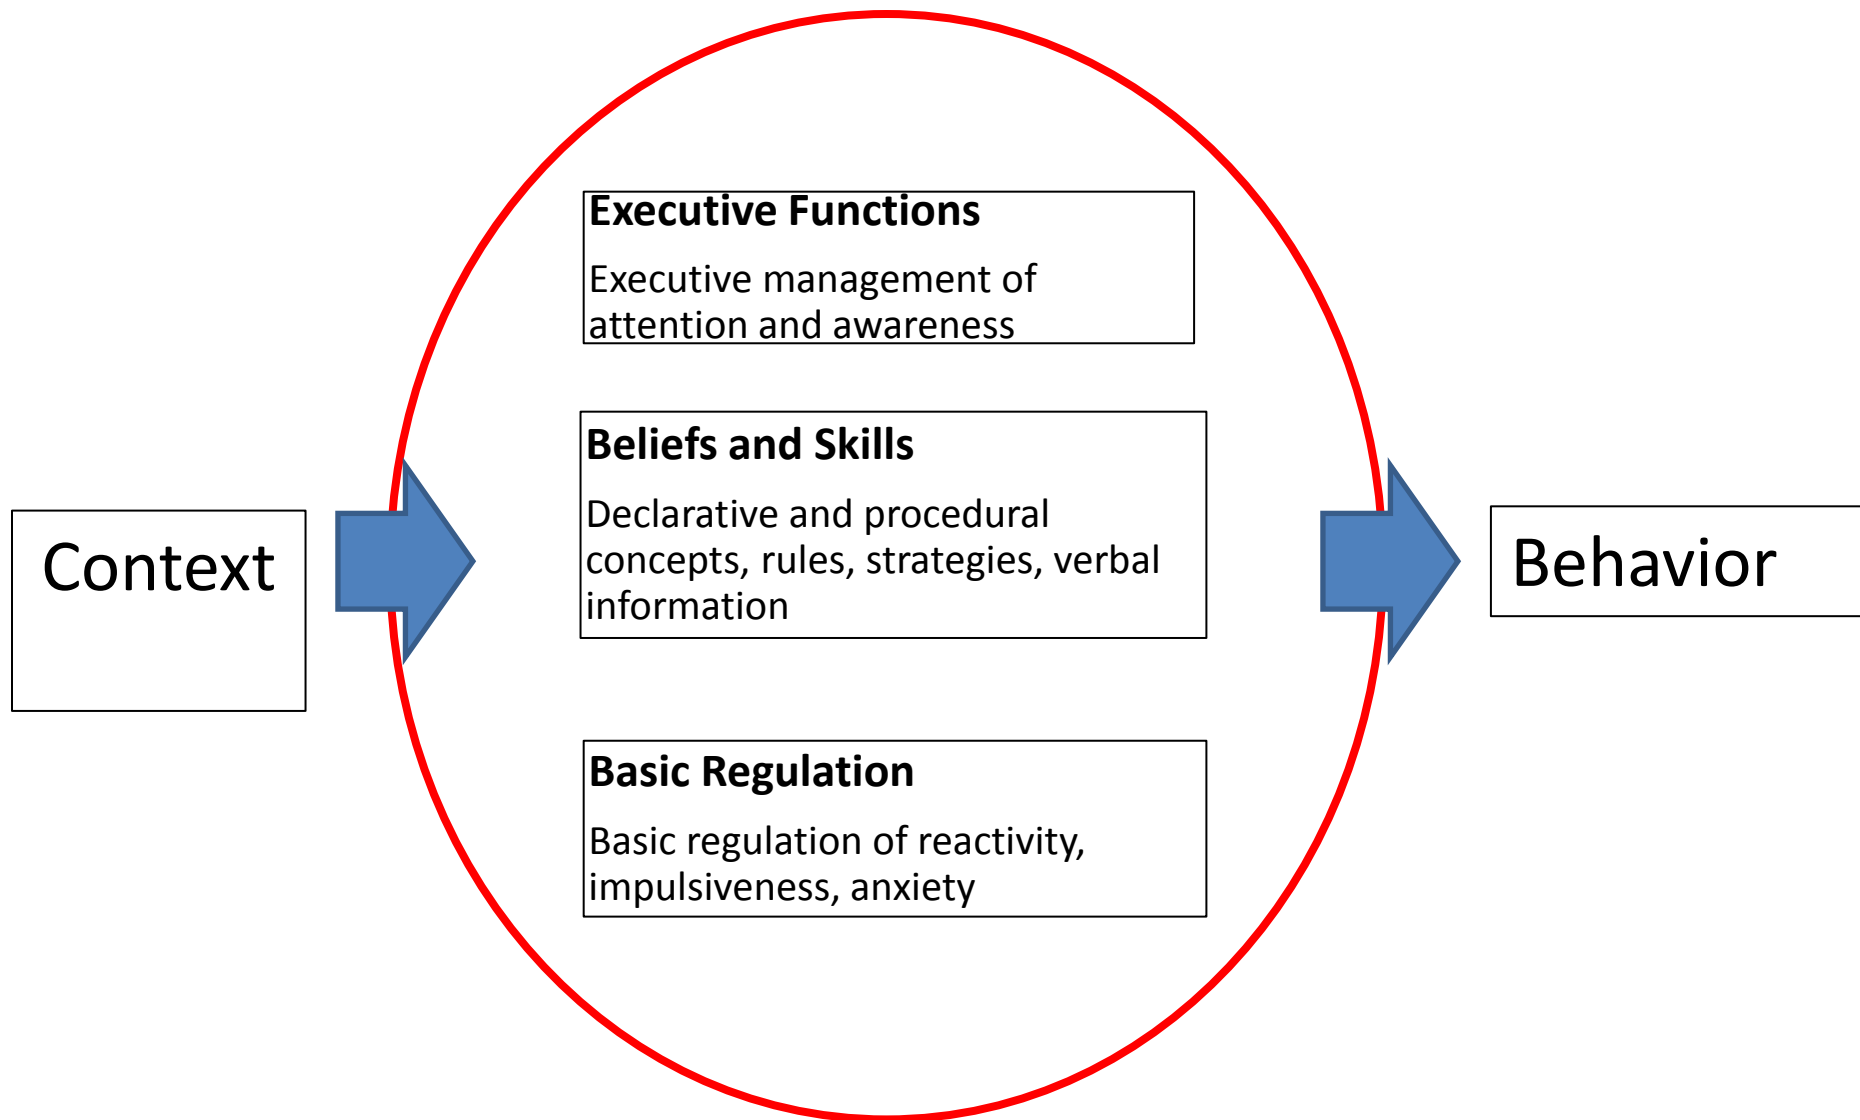 Executive Functions
Executive management of
attention and awareness
Beliefs and Skills
Declarative and procedural
concepts, rules, strategies, verbal
information
Context
Behavior
Basic Regulation
Basic regulation of reactivity,
impulsiveness, anxiety